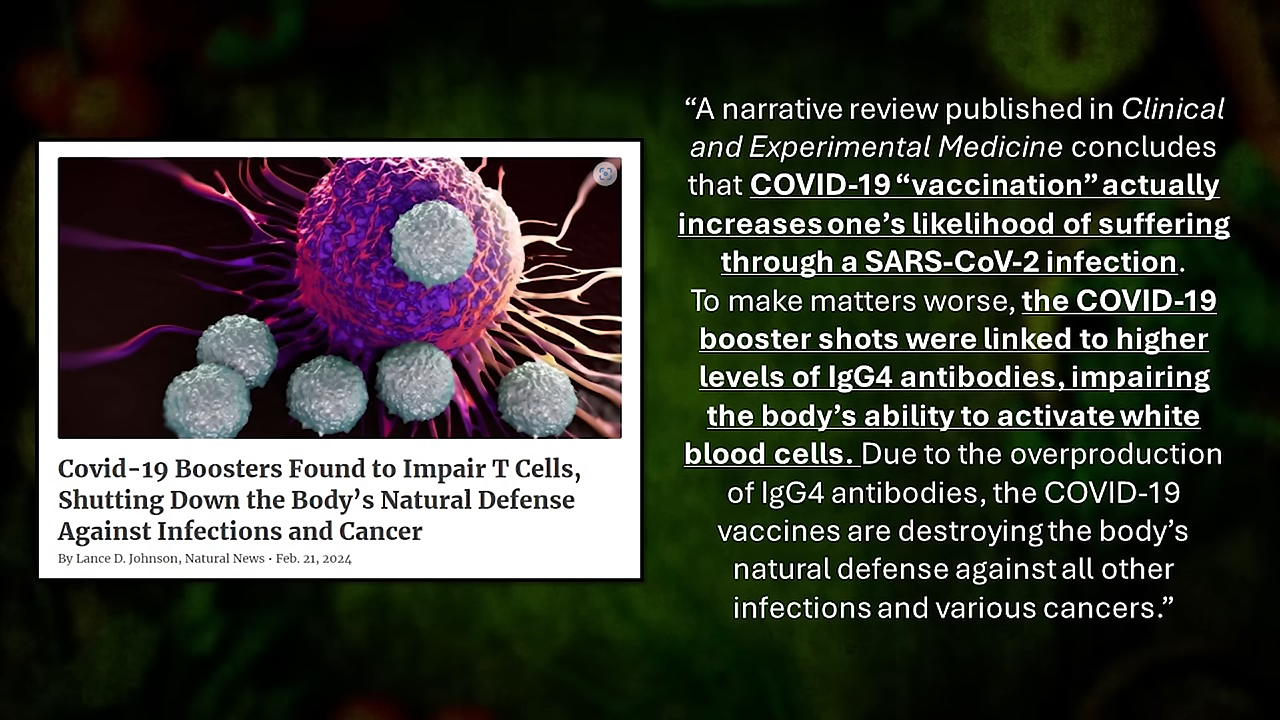 Covid-19 Boosters Found to Impair T Cells,
Shutting Down the Body’s Natural Defense
Against Infections and Cancer
By Lance D. Johnson, Natural News • Feb. 21, 2024
“A narrative review published in Clinical
and Experimental Medicine concludes
that COVID-19 “vaccination” actually
increases one’s likelihood of suffering
through a SARS-CoV-2 infection.
To make matters worse, the COVID-19
booster shots were linked to higher
levels of IgG4 antibodies, impairing
the body’s ability to activate white
blood cells. Due to the overproduction
of IgG4 antibodies, the COVID-19
vaccines are destroying the body’s
natural defense against all other
infections and various cancers.”